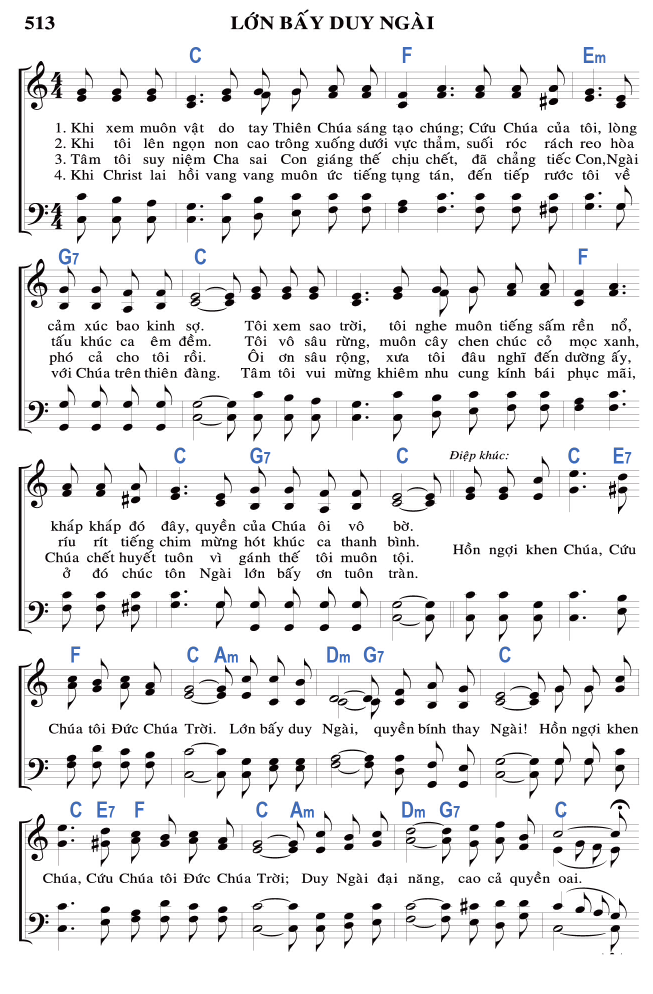 513 LỚN BẤY DUY NGÀI
C F Em
1. Khi xem muôn vật do tay Thiên Chúa sáng tạo chúng; Cứu Chúa của tôi, lòng
2. Khi tôi lên ngọn non cao trông xuống dưới vực thẳm, suối róc rách reo hòa
3. Tâm tôi suy niệm Cha sai Con giáng thế chịu chết, đã chẳng tiếc Con, Ngài
4. Khi Christ lai hồi vang vang muôn ức tiếng tụng tán, đến tiếp rước tôi về
G7 C F
cảm xúc bao kinh sợ. Tôi xem sao trời, tôi nghe muôn tiếng sấm rền nổ,
tấu khúc ca êm đềm. Tôi vô sâu rừng, muôn cây chen chúc cỏ mọc xanh,
phó cả cho tôi rồi. Ôi ơn sâu rộng, xưa tôi đâu nghĩ đến dường ấy,
với Chúa trên thiên đàng. Tâm tôi vui mừng khiêm nhu cung kính bái phục mãi,
C G7 C Điệp khúc: C E7
khắp khắp đó đây, quyền của Chúa ôi vô bờ.
ríu rít tiếng chim mừng hót khúc ca thanh bình.
Chúa chết huyết tuôn vì gánh thế tôi muôn tội.
ở đó chúc tôn Ngài lớn bấy ơn tuôn tràn.
Hồn ngợi khen Chúa, Cứu
F C Am Dm G7 C
Chúa tôi Đức Chúa Trời. Lớn bấy duy Ngài, quyền bính thay Ngài! Hồn ngợi khen
C E7 F C Am Dm G7 C
Chúa, Cứu Chúa tôi Đức Chúa Trời; Duy Ngài đại năng, cao cả quyền oai.